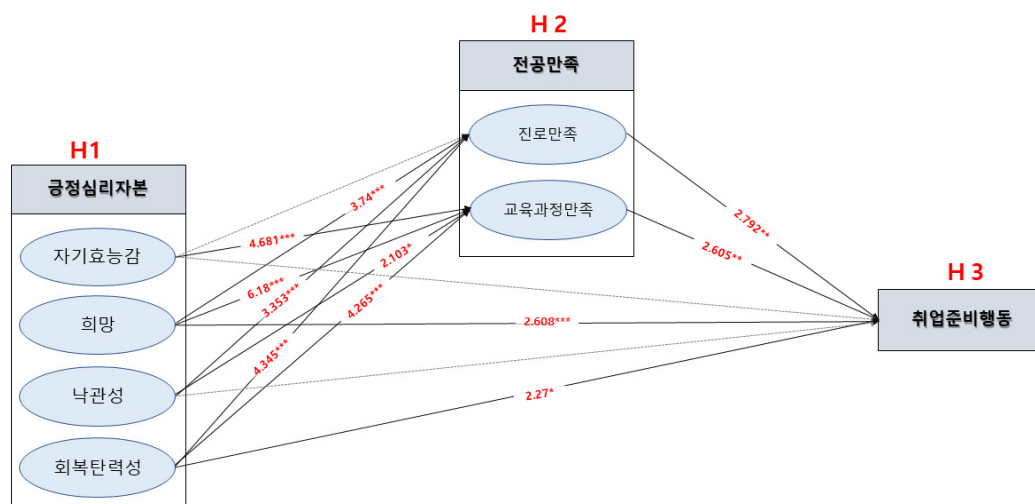 H 2
전공만족
진로만족
교육과정만족
H1
긍정심리자본
자기효능감
희망
낙관성
회복탄력성
3.74***
4.681***
2.103*
6.18***
3.353***
4.265***
4.345***
2.792**
2.605**
2.608***
2.27*
H 3
취업준비행동